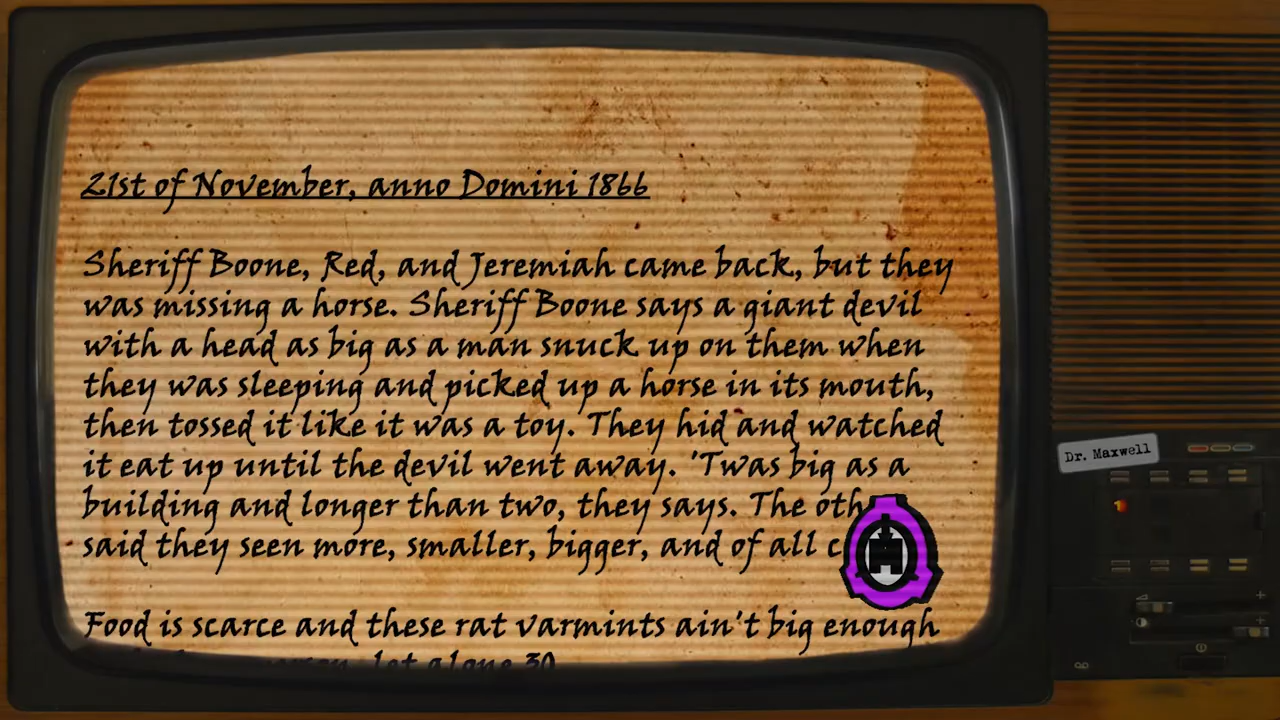 21st of November, anno Domini 1866
Sheriff Boone, Red, and Jeremiah came back, but they
was missing a horse. Sheriff Boone says a giant devil
with a head as big as a man snuck up on them when
they was sleeping and picked up a horse in its mouth,
then tossed it like it was a toy. They hid and watched
it eat up until the devil went away. 'Twas big as a
building and longer than two, they says. The
said they seen more, smaller, bigger, and of all
Food is scarce and these rat varmints ain't big enough
let alone 30
Dr. Maxwell